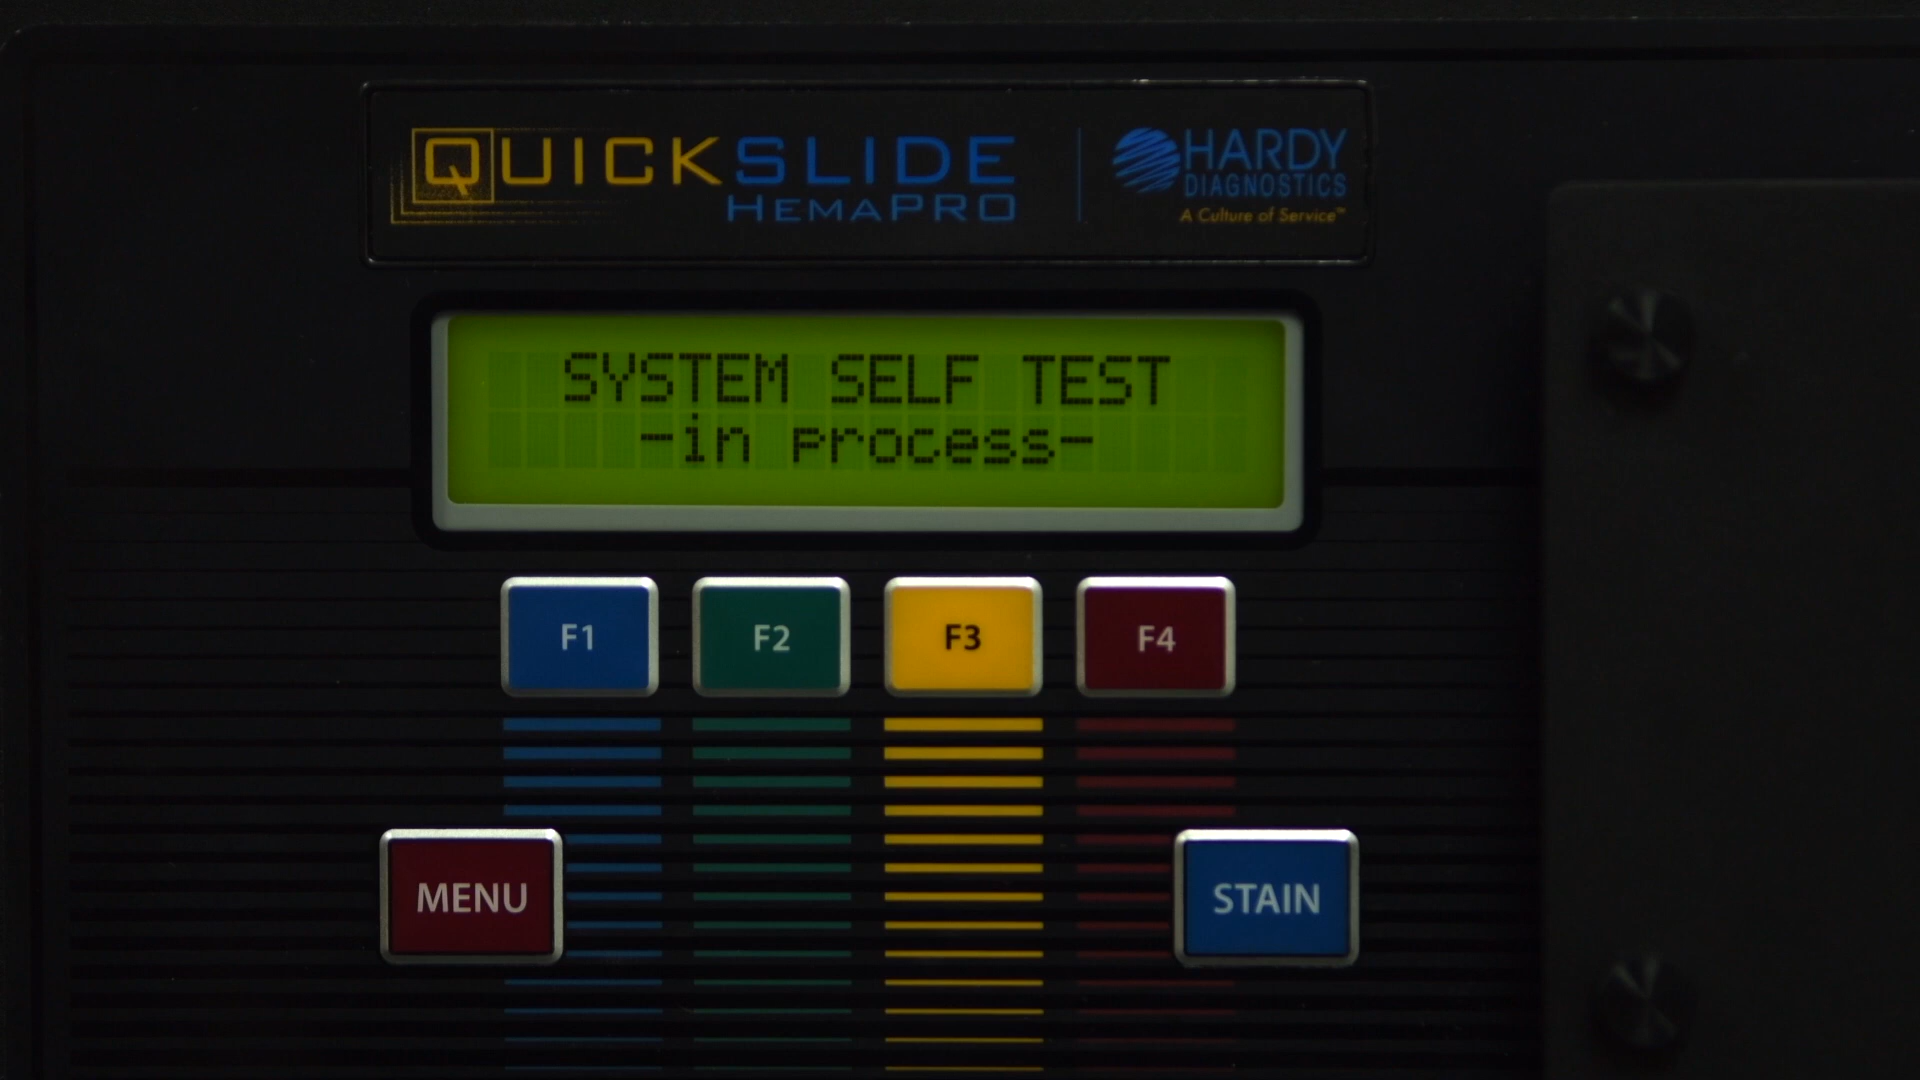 QUICKSLIDE
HEMAPRO
HARDY
DIAGNOSTICS
A Culture of Service™
SYSTEM SELF TEST
-in process-
F1 F2 F3 F4
MENU STAIN